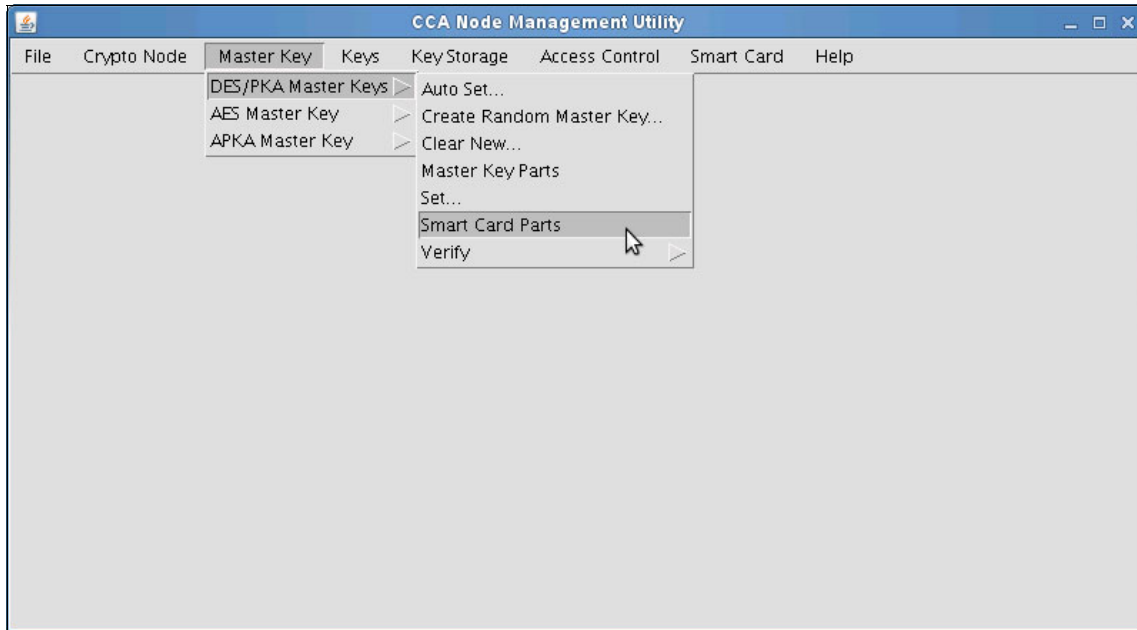 CCA Node Management Utility
File Crypto Node Master Key Keys Key Storage Access Control Smart Card Help
DES/PKA Master Keys
AES Master Key
APKA Master Key
Auto Set...
Create Random Master Key...
Clear New...
Master Key Parts
Set...
Smart Card Parts
Verify